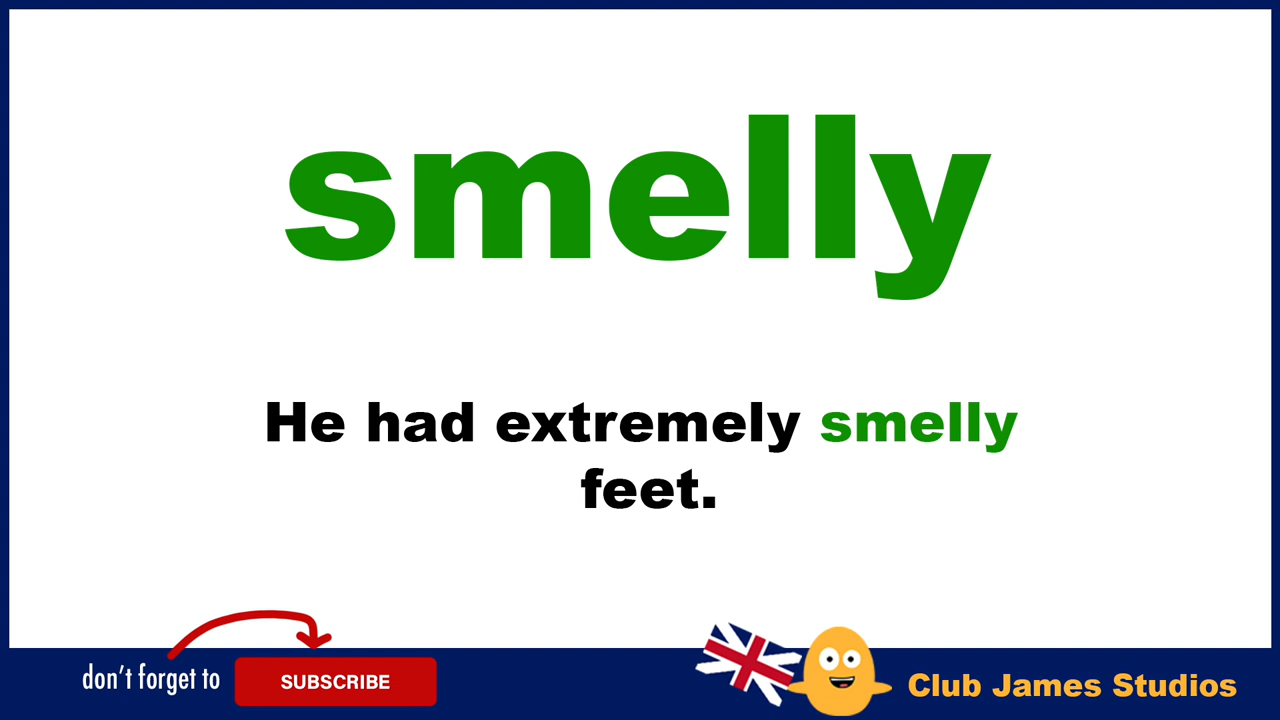 smelly
He had extremely smelly
feet.
don't forget to
SUBSCRIBE
Club James Studios